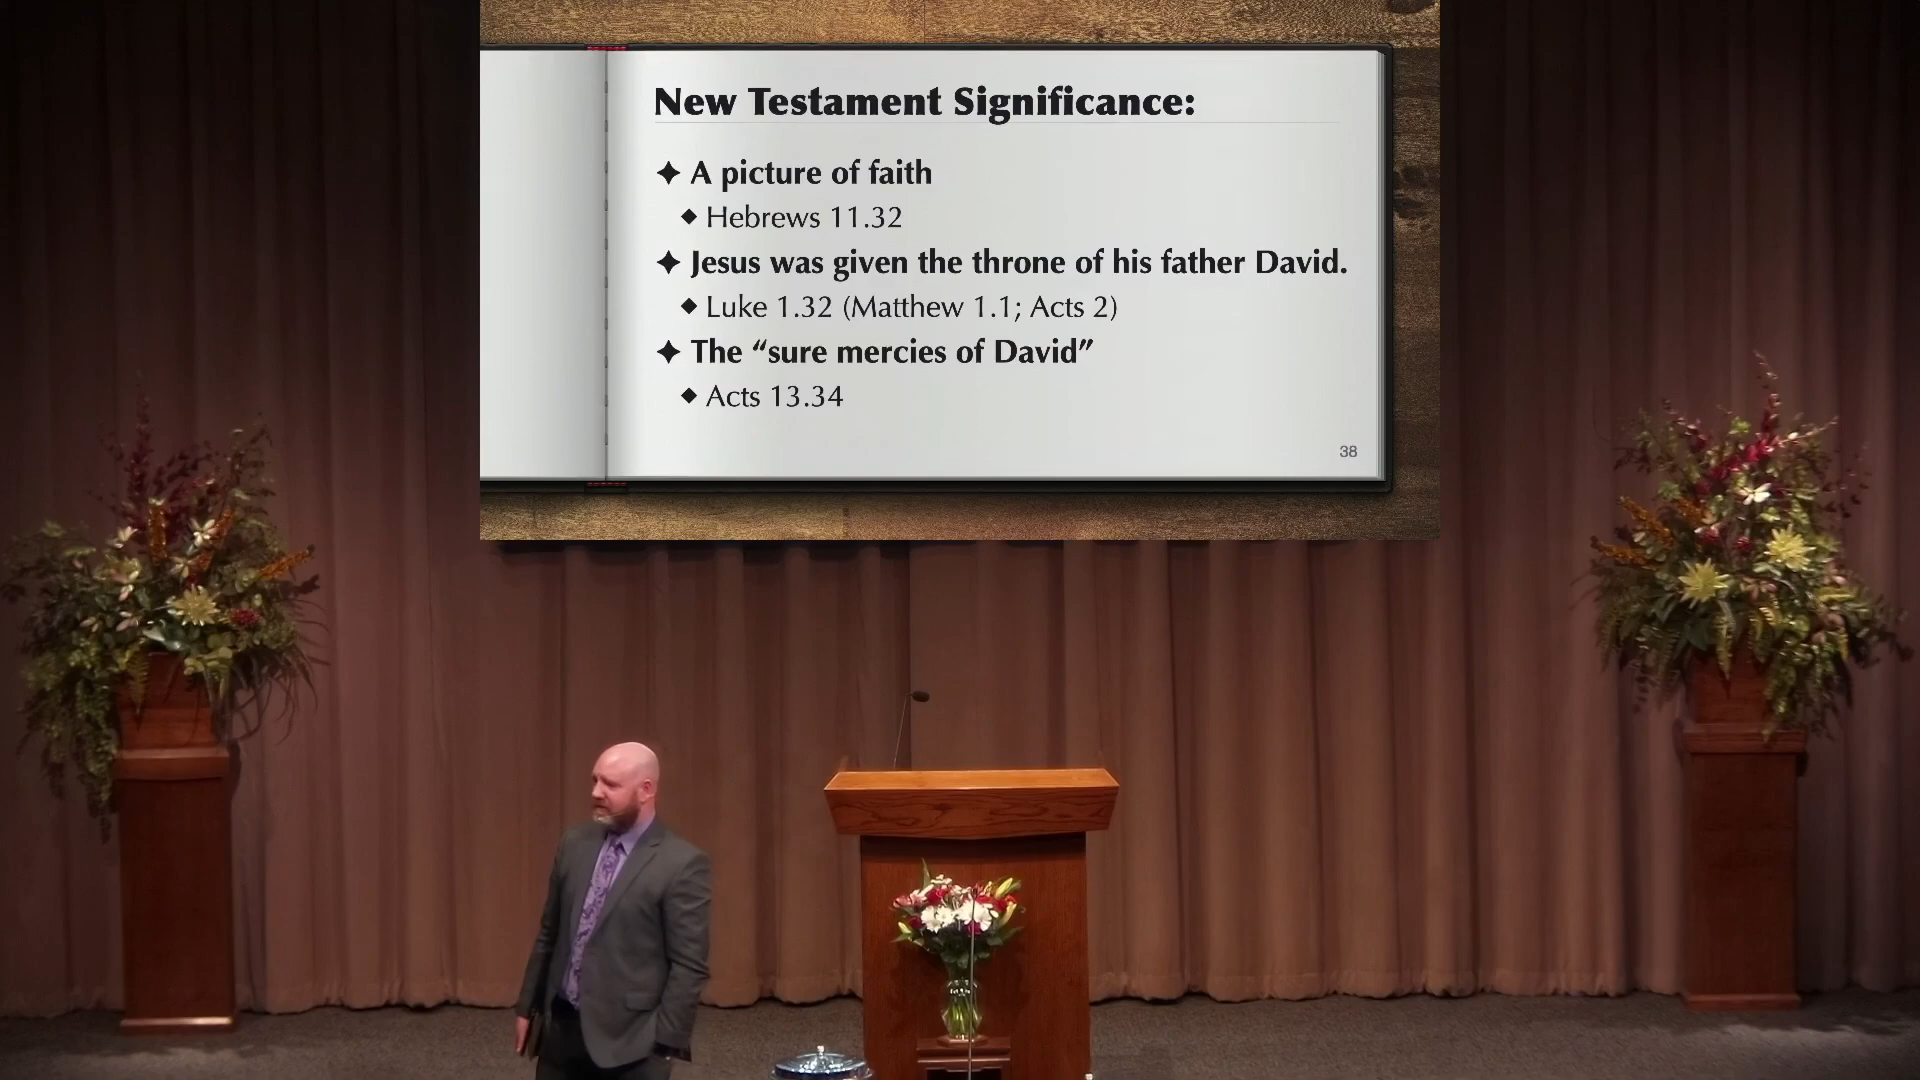 New Testament Significance:
✦ A picture of faith
◆ Hebrews 11.32
✦ Jesus was given the throne of his father David.
◆ Luke 1.32 (Matthew 1.1; Acts 2)
✦ The “sure mercies of David”
◆ Acts 13.34
38